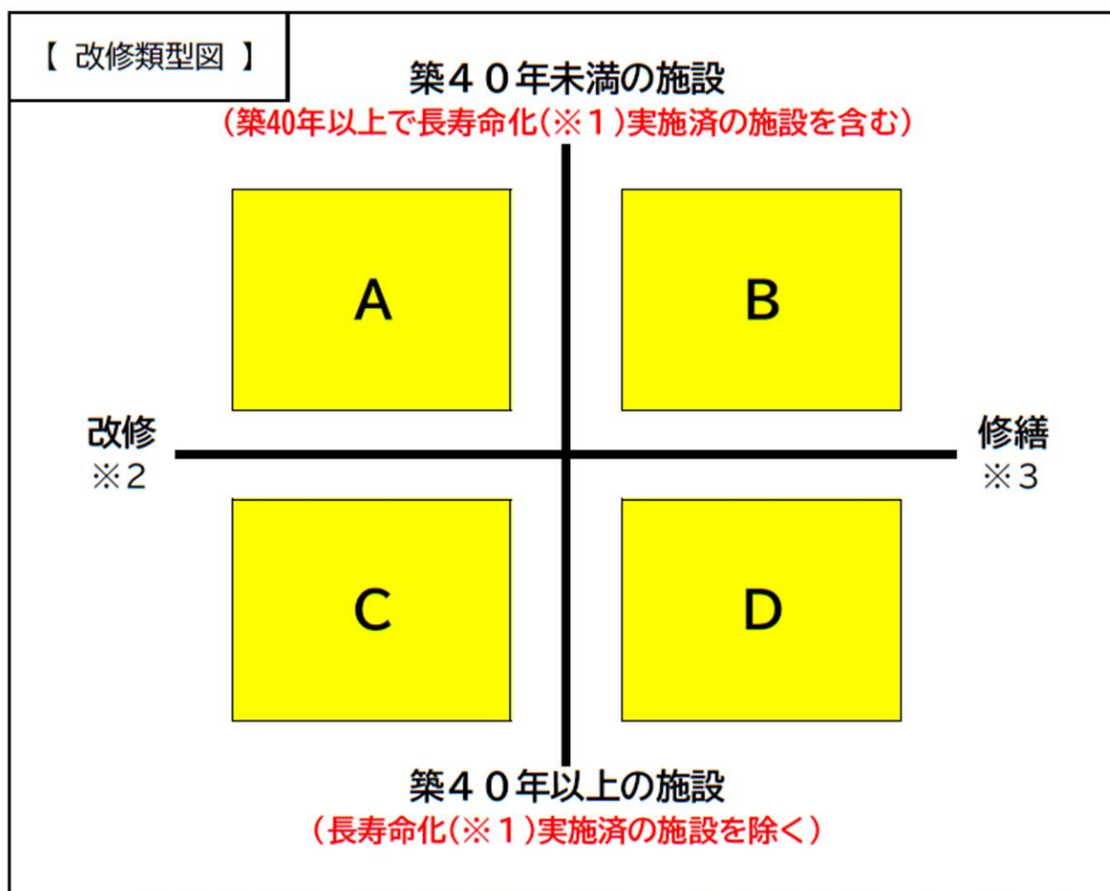 【 改修類型図 】
築４０年未満の施設
(築40年以上で長寿命化(※１)実施済の施設を含む)
A
B
改修
※２
修繕
※３
C
D
築４０年以上の施設
(長寿命化(※１)実施済の施設を除く)